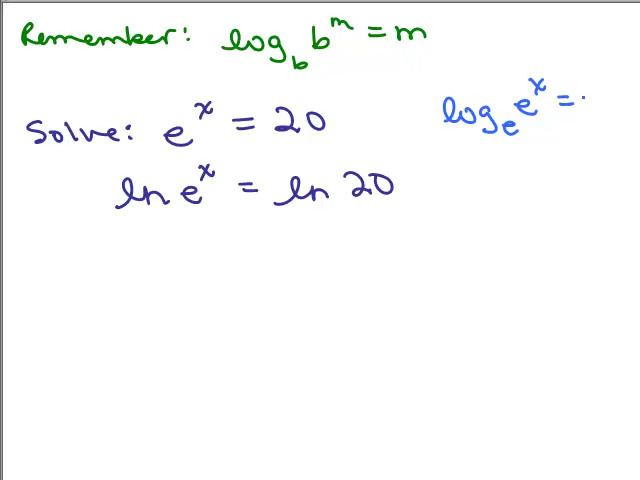 Remember: log_b b^m = m
log_e e^x =
Solve: e^x = 20
ln e^x = ln 20